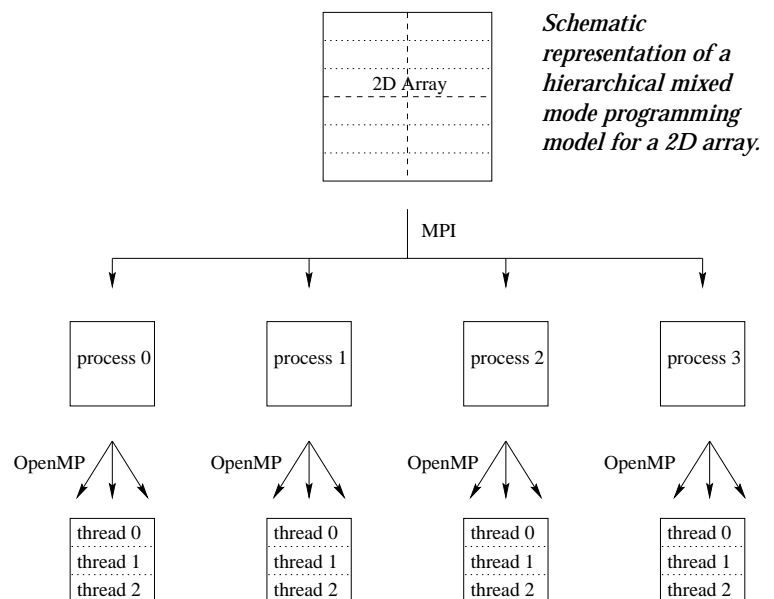 Schematic
representation of a
hierarchical mixed
mode programming
model for a 2D array.
2D Array
MPI
process 0 process 1 process 2 process 3
OpenMP OpenMP OpenMP OpenMP
thread 0 thread 0 thread 0 thread 0
thread 1 thread 1 thread 1 thread 1
thread 2 thread 2 thread 2 thread 2